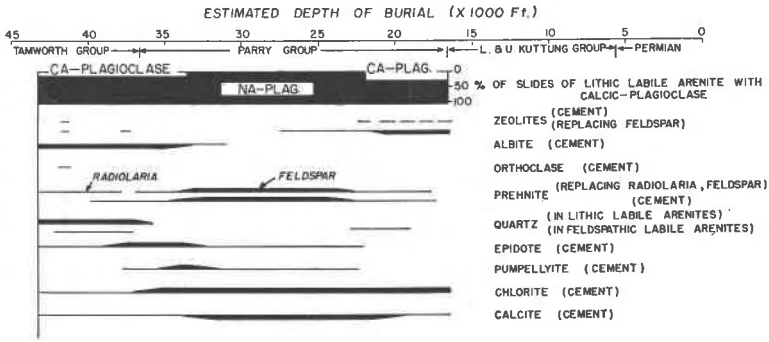 ESTIMATED DEPTH OF BURIAL (X 1000 Ft.)
45 40 35 30 25 20 15 10 5 0
TAMWORTH GROUP PARRY GROUP L. & U. KUTTUNG GROUP PERMIAN
CA-PLAGIOCLASE CA-PLAG. 0
NA-PLAG. 50 % OF SLIDES OF LITHIC LABILE ARENITE WITH
100 CALCIC-PLAGIOCLASE
ZEOLITES (CEMENT)
(REPLACING FELDSPAR)
ALBITE (CEMENT)
ORTHOCLASE (CEMENT)
RADIOLARIA FELDSPAR
PREHNITE (REPLACING RADIOLARIA, FELDSPAR)
(CEMENT)
QUARTZ (IN LITHIC LABILE ARENITES)
(IN FELDSPATHIC LABILE ARENITES)
EPIDOTE (CEMENT)
PUMPELLYITE (CEMENT)
CHLORITE (CEMENT)
CALCITE (CEMENT)